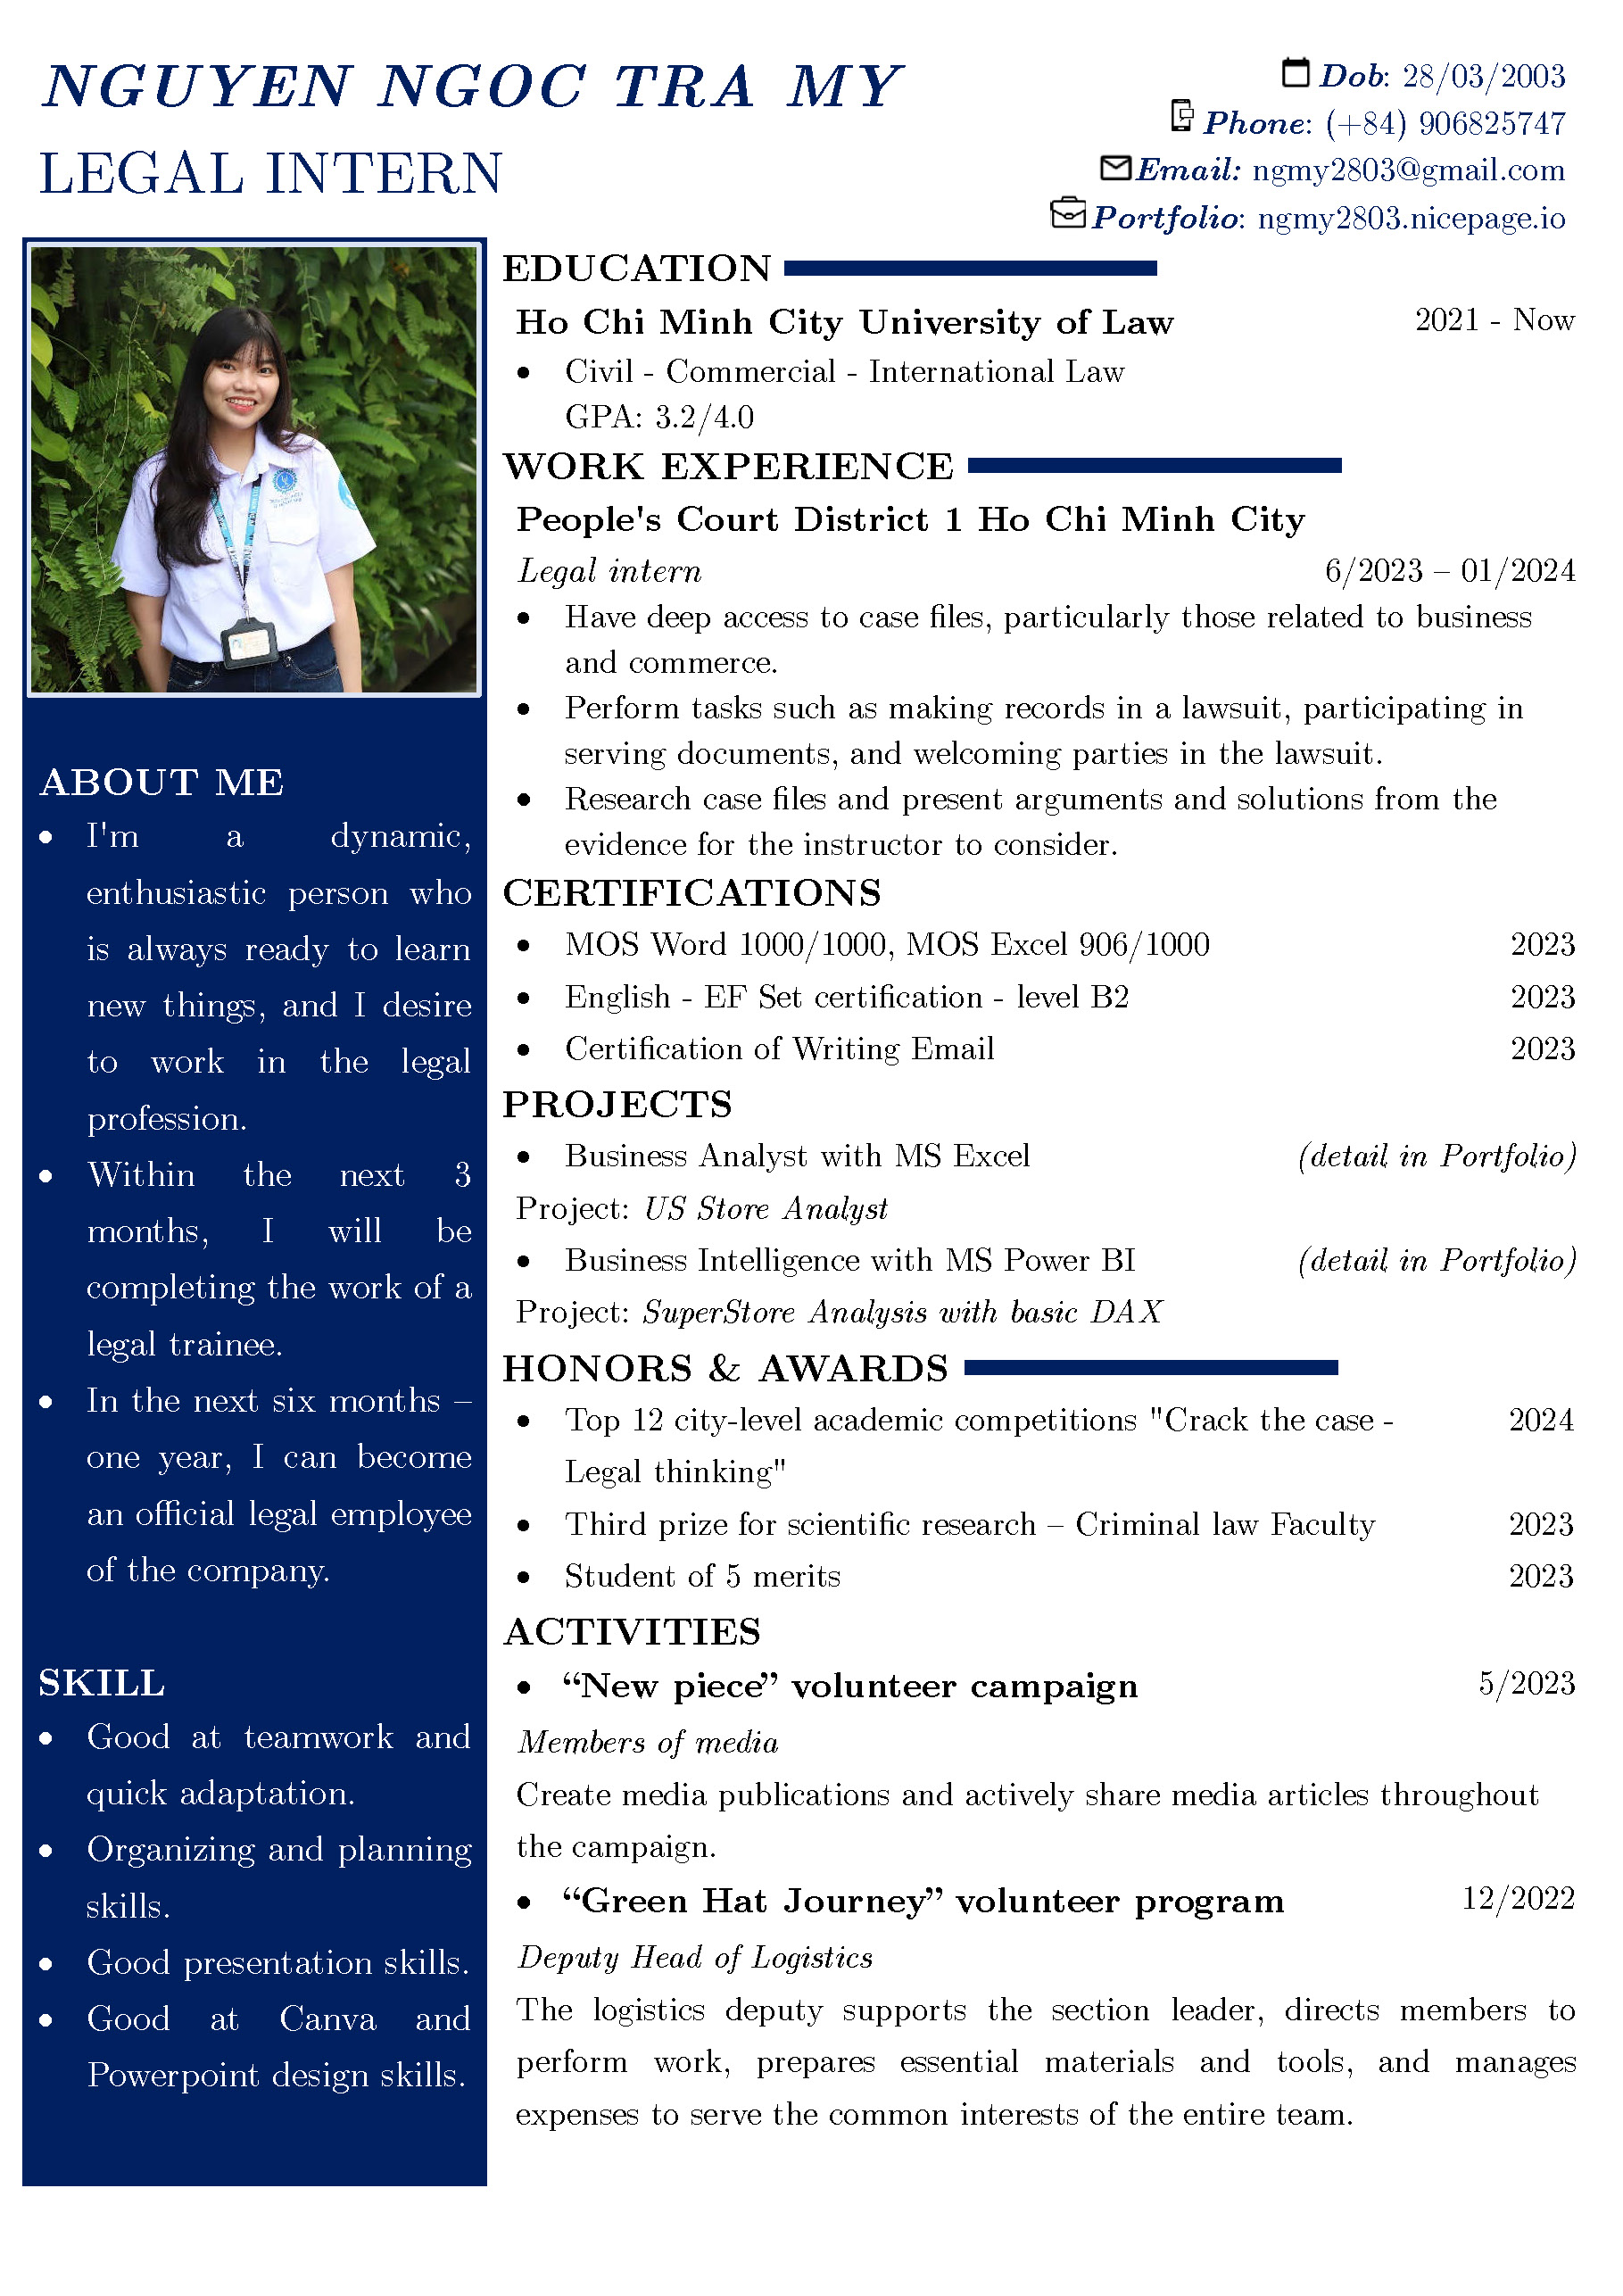 NGUYEN NGOC TRA MY
LEGAL INTERN
Dob: 28/03/2003
Phone: (+84) 906825747
Email: ngmy2803@gmail.com
Portfolio: ngmy2803.nicepage.io
ABOUT ME
• I'm a dynamic,
enthusiastic person who
is always ready to learn
new things, and I desire
to work in the legal
profession.
• Within the next 3
months, I will be
completing the work of a
legal trainee.
• In the next six months –
one year, I can become
an official legal employee
of the company.
SKILL
• Good at teamwork and
quick adaptation.
• Organizing and planning
skills.
• Good presentation skills.
• Good at Canva and
Powerpoint design skills.
EDUCATION
Ho Chi Minh City University of Law 2021 - Now
• Civil - Commercial - International Law
GPA: 3.2/4.0
WORK EXPERIENCE
People's Court District 1 Ho Chi Minh City
Legal intern 6/2023 – 01/2024
• Have deep access to case files, particularly those related to business
and commerce.
• Perform tasks such as making records in a lawsuit, participating in
serving documents, and welcoming parties in the lawsuit.
• Research case files and present arguments and solutions from the
evidence for the instructor to consider.
CERTIFICATIONS
• MOS Word 1000/1000, MOS Excel 906/1000 2023
• English - EF Set certification - level B2 2023
• Certification of Writing Email 2023
PROJECTS
• Business Analyst with MS Excel (detail in Portfolio)
Project: US Store Analyst
• Business Intelligence with MS Power BI (detail in Portfolio)
Project: SuperStore Analysis with basic DAX
HONORS & AWARDS
• Top 12 city-level academic competitions "Crack the case - 2024
Legal thinking"
• Third prize for scientific research – Criminal law Faculty 2023
• Student of 5 merits 2023
ACTIVITIES
• “New piece” volunteer campaign 5/2023
Members of media
Create media publications and actively share media articles throughout
the campaign.
• “Green Hat Journey” volunteer program 12/2022
Deputy Head of Logistics
The logistics deputy supports the section leader, directs members to
perform work, prepares essential materials and tools, and manages
expenses to serve the common interests of the entire team.